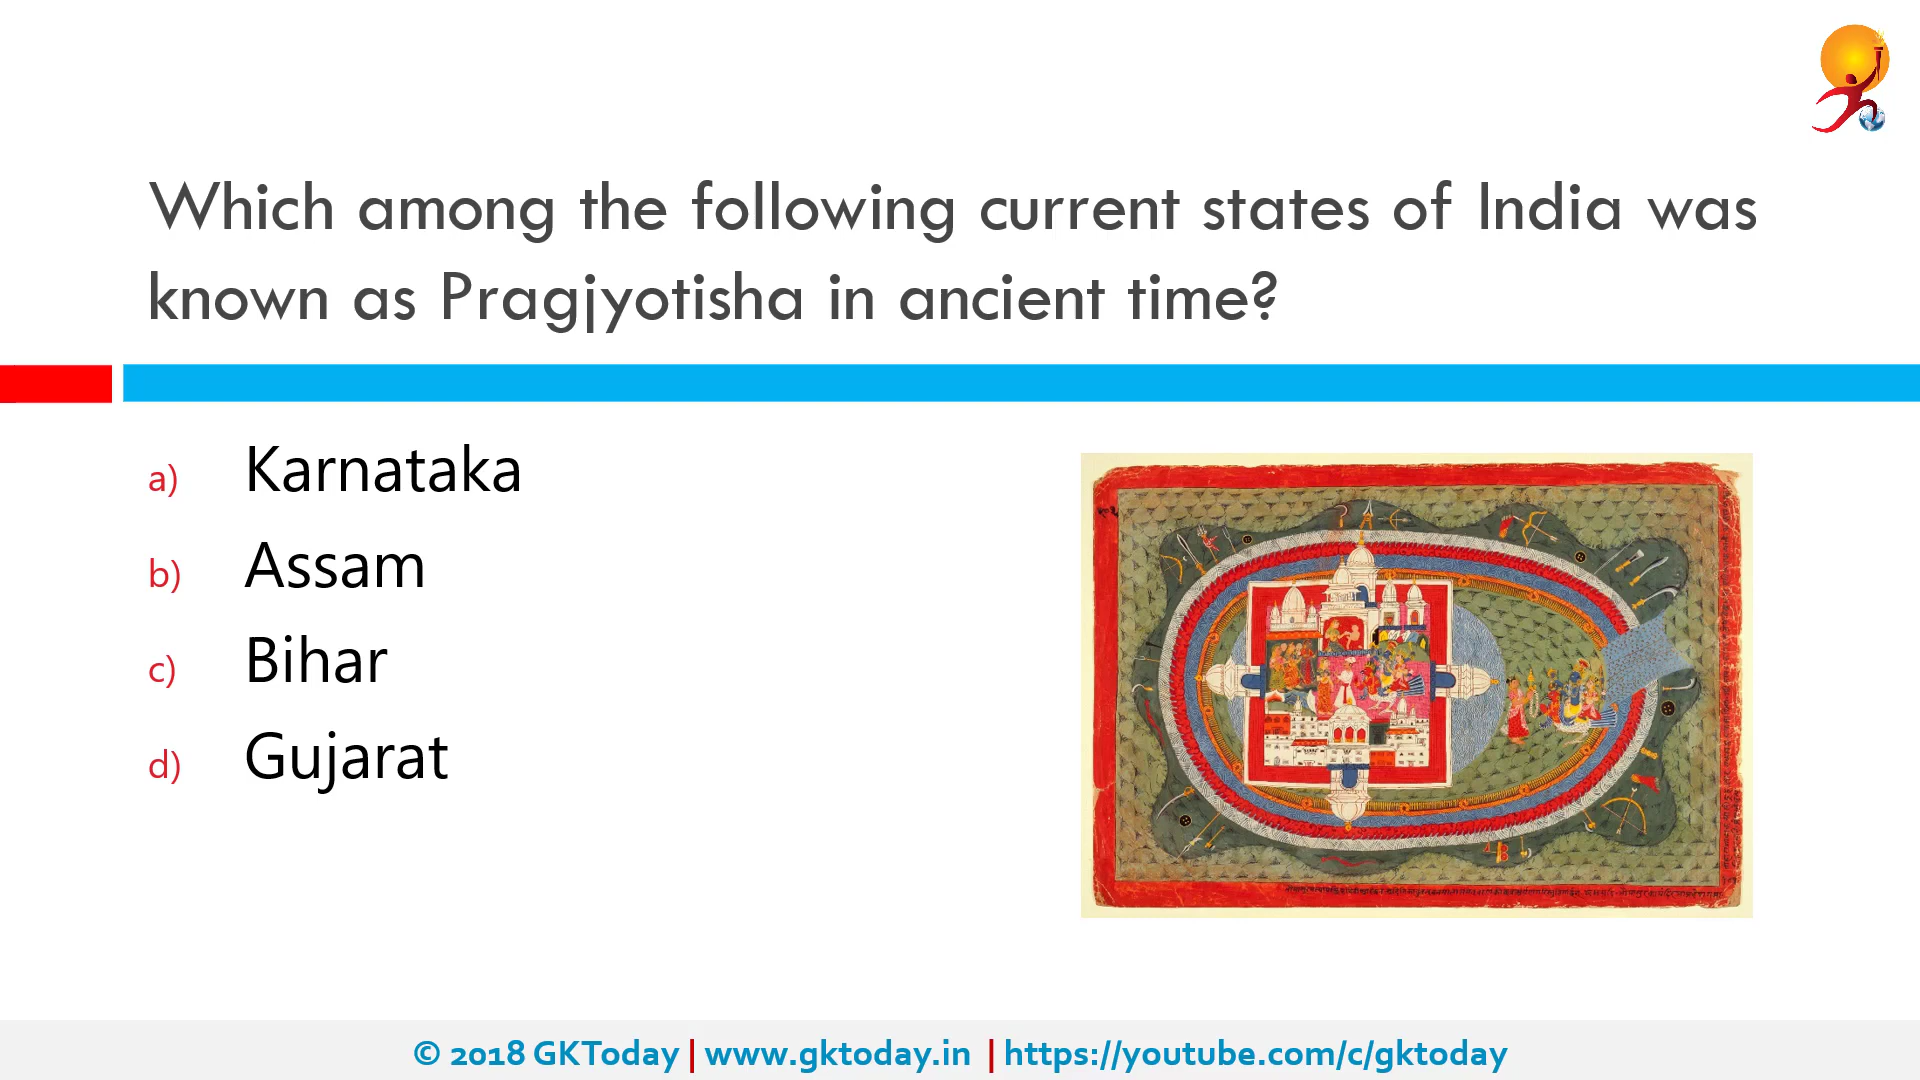 Which among the following current states of India was
known as Pragjyotisha in ancient time?
a) Karnataka
b) Assam
c) Bihar
d) Gujarat
© 2018 GKToday | www.gktoday.in | https://youtube.com/c/gktoday